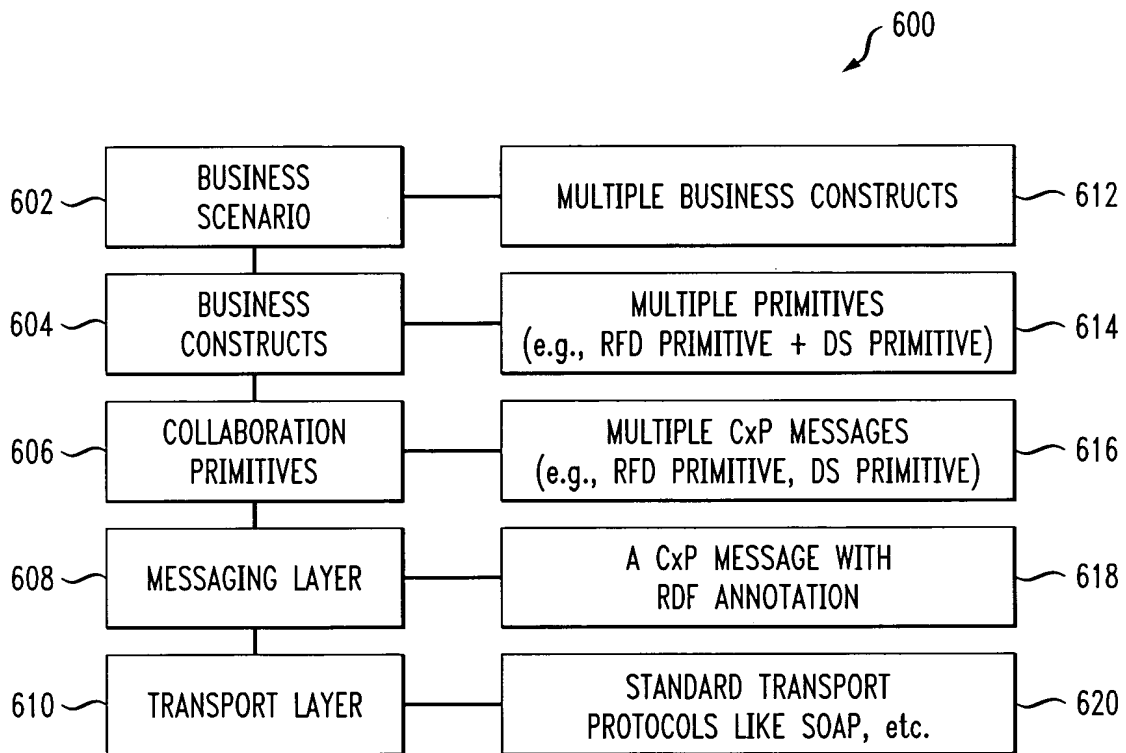 600
602
BUSINESS
SCENARIO
MULTIPLE BUSINESS CONSTRUCTS
612
604
BUSINESS
CONSTRUCTS
MULTIPLE PRIMITIVES
(e.g., RFD PRIMITIVE + DS PRIMITIVE)
614
606
COLLABORATION
PRIMITIVES
MULTIPLE CxP MESSAGES
(e.g., RFD PRIMITIVE, DS PRIMITIVE)
616
608
MESSAGING LAYER
A CxP MESSAGE WITH
RDF ANNOTATION
618
610
TRANSPORT LAYER
STANDARD TRANSPORT
PROTOCOLS LIKE SOAP, etc.
620